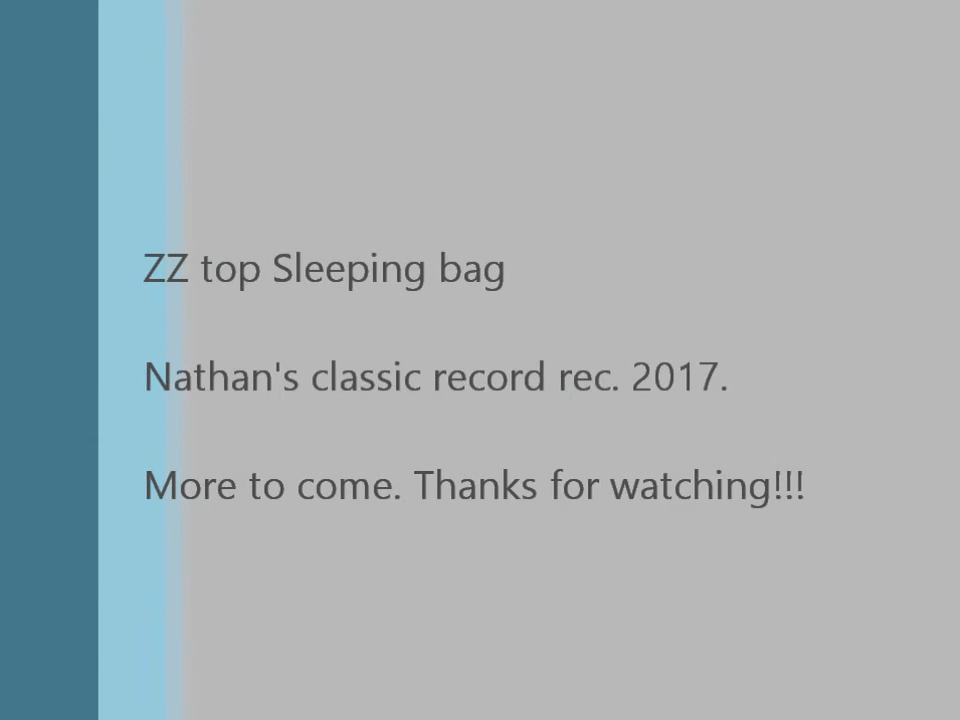 ZZ top Sleeping bag
Nathan's classic record rec. 2017.
More to come. Thanks for watching!!!